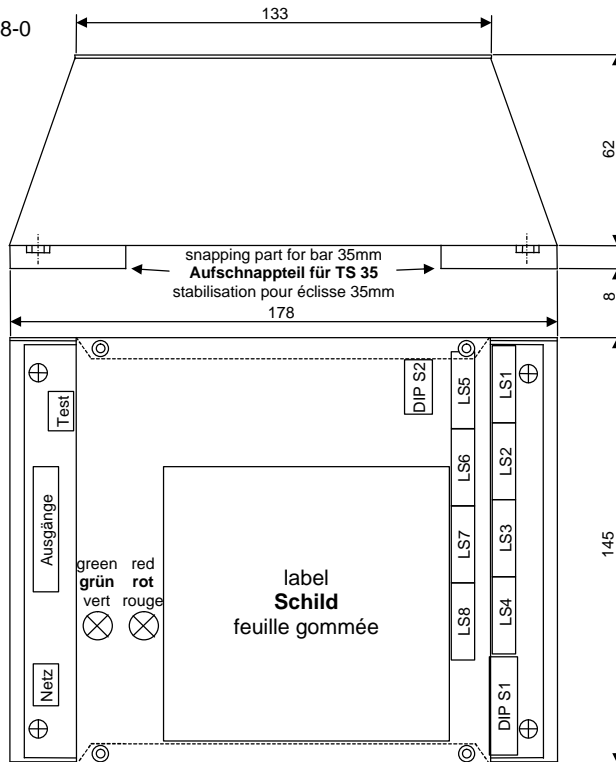 133
8-0
62
snapping part for bar 35mm
Aufschnappteil für TS 35
stabilisation pour éclisse 35mm
8
178
Test
DIP S2
LS5
LS1
LS6
LS2
Ausgänge
LS7
LS3
145
green
grün
vert
red
rot
rouge
label
Schild
feuille gommée
LS8
LS4
Netz
DIP S1